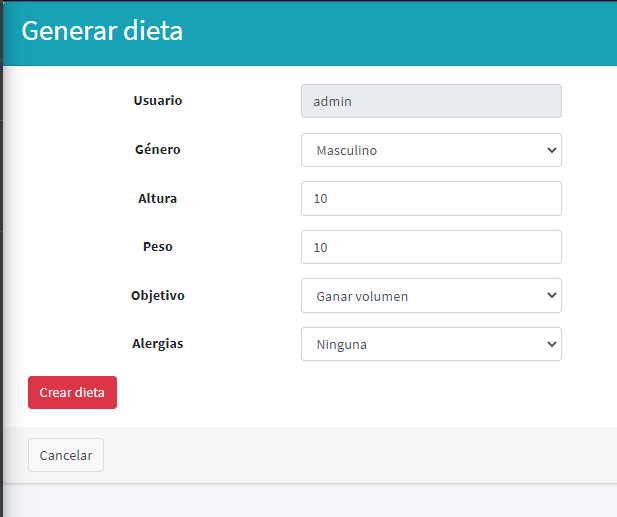 Generar dieta
Usuario admin
Género Masculino
Altura 10
Peso 10
Objetivo Ganar volumen
Alergias Ninguna
Crear dieta
Cancelar